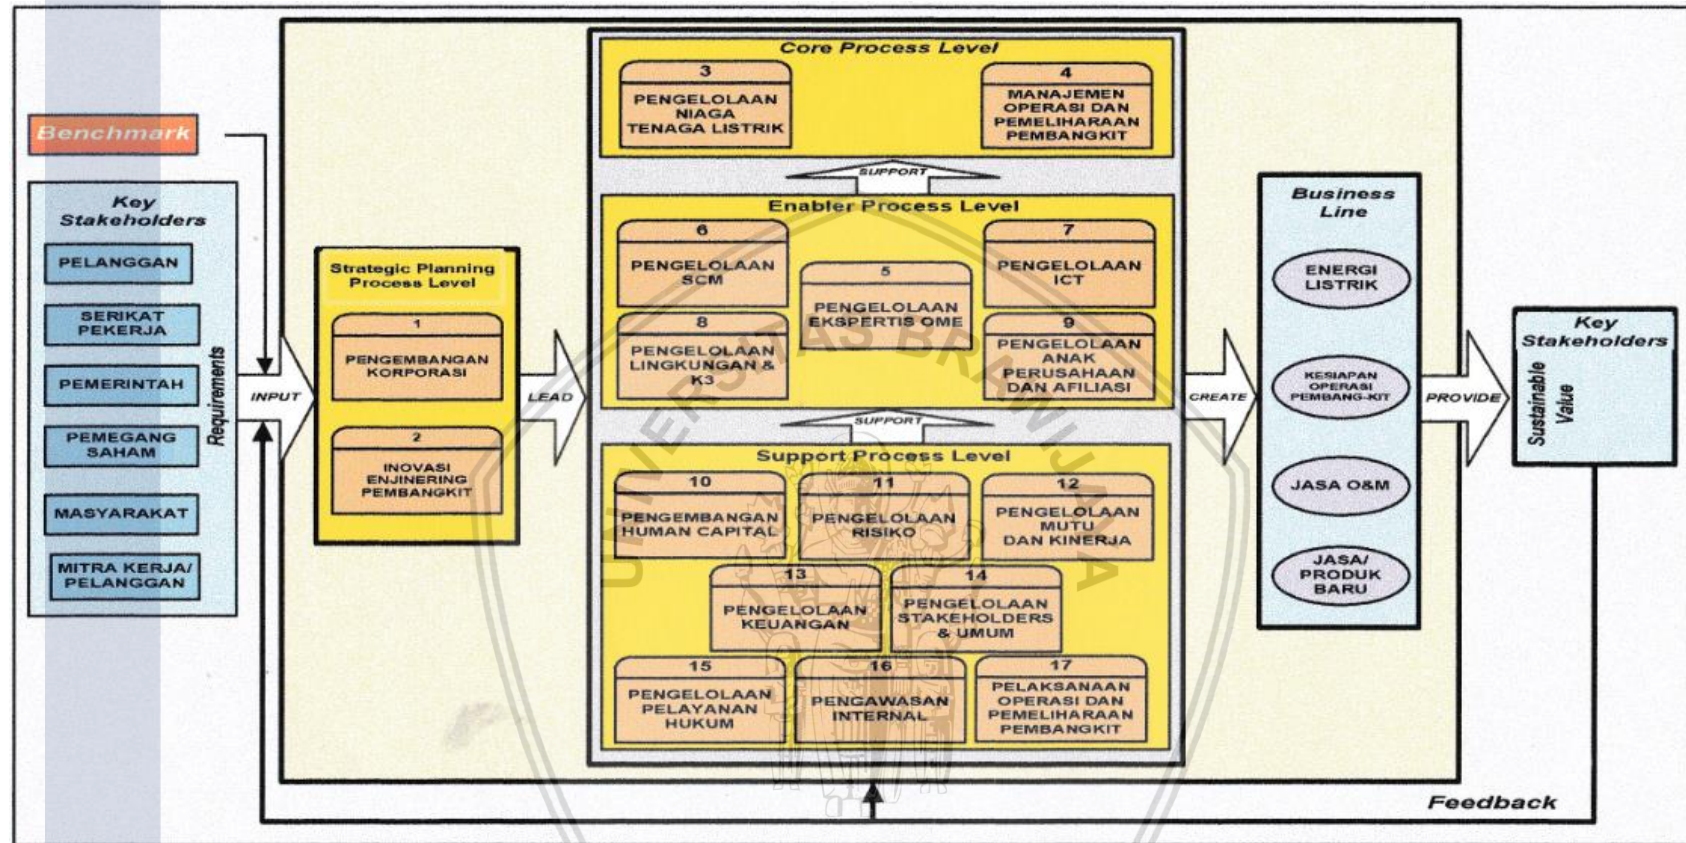 Benchmark
Key
Stakeholders
PELANGGAN
SERIKAT
PEKERJA
PEMERINTAH
PEMEGANG
SAHAM
MASYARAKAT
MITRA KERJA/
PELANGGAN
Requirements
INPUT
Strategic Planning
Process Level
1
PENGEMBANGAN
KORPORASI
2
INOVASI
ENJINERING
PEMBANGKIT
LEAD
Core Process Level
3
PENGELOLAAN
NIAGA
TENAGA LISTRIK
4
MANAJEMEN
OPERASI DAN
PEMELIHARAAN
PEMBANGKIT
SUPPORT
Enabler Process Level
6
PENGELOLAAN
SCM
7
PENGELOLAAN
ICT
5
PENGELOLAAN
EKSPERTIS OME
8
PENGELOLAAN
LINGKUNGAN &
K3
9
PENGELOLAAN
ANAK
PERUSAHAAN
DAN AFILIASI
SUPPORT
Support Process Level
10
PENGEMBANGAN
HUMAN CAPITAL
11
PENGELOLAAN
RISIKO
12
PENGELOLAAN
MUTU
DAN KINERJA
13
PENGELOLAAN
KEUANGAN
14
PENGELOLAAN
STAKEHOLDERS
& UMUM
15
PENGELOLAAN
PELAYANAN
HUKUM
16
PENGAWASAN
INTERNAL
17
PELAKSANAAN
OPERASI DAN
PEMELIHARAAN
PEMBANGKIT
CREATE
Business
Line
ENERGI
LISTRIK
KESIAPAN
OPERASI
PEMBANG-KIT
JASA O&M
JASA/
PRODUK
BARU
PROVIDE
Key
Stakeholders
Sustainable
Value
Feedback
UNIVERSITAS BRAWIJAYA